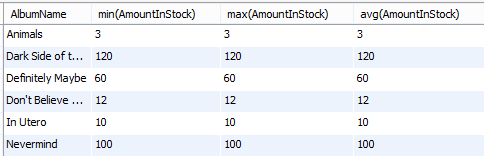 AlbumName min(AmountInStock) max(AmountInStock) avg(AmountInStock)
Animals 3 3 3
Dark Side of t... 120 120 120
Definitely Maybe 60 60 60
Don't Believe ... 12 12 12
In Utero 10 10 10
Nevermind 100 100 100